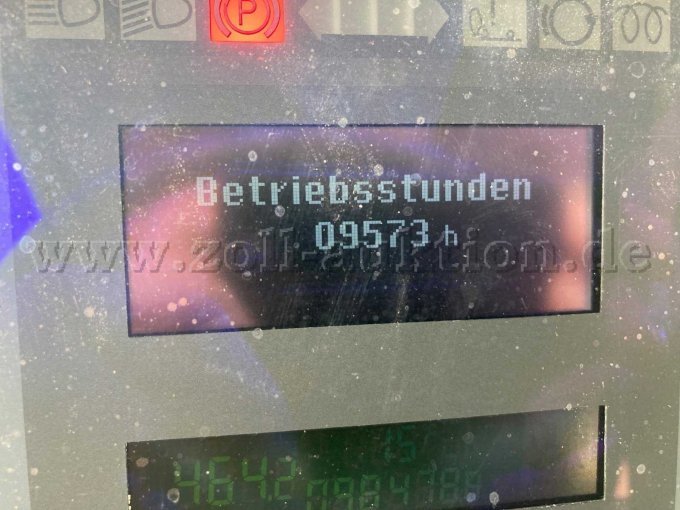 P
Betriebsstunden
09573 h
www.zoll-auktion.de